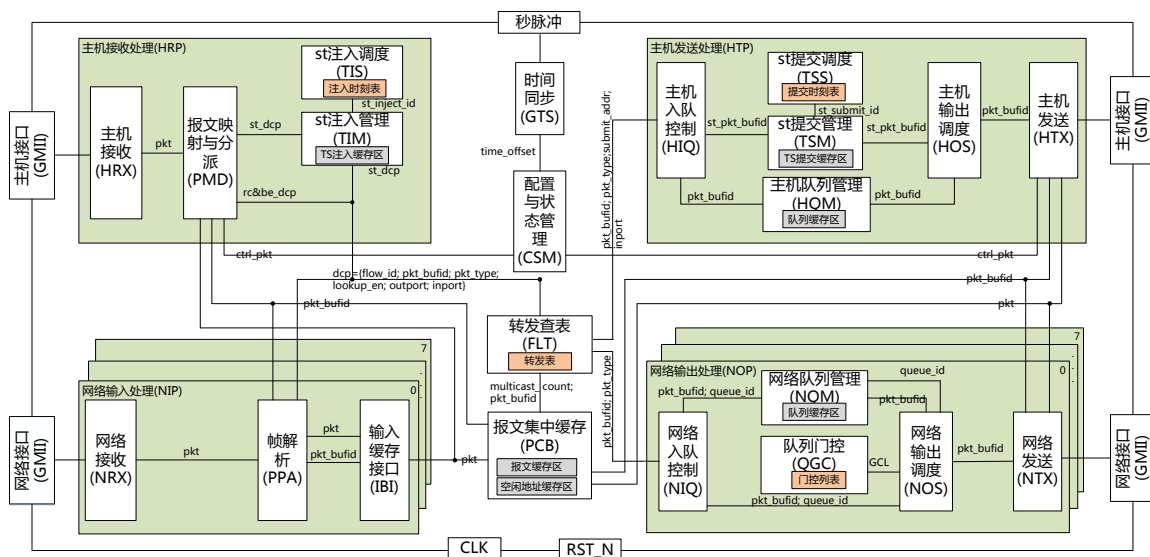 秒脉冲
主机接收处理(HRP)
st注入调度
(TIS)
注入时刻表
st_inject_id
st注入管理
(TIM)
TS注入缓存区
st_dcp
st_dcp
主机
接收
(HRX)
pkt
报文映
射与分
派
(PMD)
rc&be_dcp
ctrl_pkt
主机接口
(GMII)
时间
同步
(GTS)
time_offset
配置
与状
态管
理
(CSM)
主机发送处理(HTP)
主机
入队
控制
(HIQ)
st提交调度
(TSS)
提交时刻表
st_submit_id
st_pkt_bufid
st提交管理
(TSM)
TS提交缓存区
st_pkt_bufid
主机队列管理
(HQM)
队列缓存区
pkt_bufid
pkt_bufid
主机
输出
调度
(HOS)
pkt_bufid
主机
发送
(HTX)
主机接口
(GMII)
pkt_bufid; pkt_type;submit_addr;
inport
ctrl_pkt
pkt_bufid
pkt
dcp={flow_id; pkt_bufid; pkt_type;
lookup_en; outport; inport}
pkt_bufid
转发查表
(FLT)
转发表
multicast_count;
pkt_bufid
pkt_bufid; pkt_type
报文集中缓存
(PCB)
报文缓存区
空闲地址缓存区
7
网络输入处理(NIP)
0
网络
接收
(NRX)
pkt
帧解
析
(PPA)
pkt
pkt_bufid
输入
缓存
接口
(IBI)
pkt
网络接口
(GMII)
7
网络输出处理(NOP)
0
网络队列管理
(NQM)
队列缓存区
queue_id
pkt_bufid; queue_id
pkt_bufid
网络
入队
控制
(NIQ)
队列门控
(QGC)
门控列表
GCL
pkt_bufid; queue_id
网络
输出
调度
(NOS)
pkt_bufid
网络
发送
(NTX)
网络接口
(GMII)
CLK
RST_N